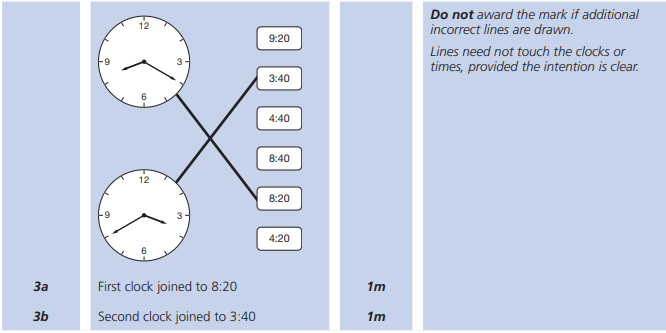 Do not award the mark if additional
incorrect lines are drawn.
Lines need not touch the clocks or
times, provided the intention is clear.
12
9
3
6
9:20
3:40
4:40
8:40
8:20
4:20
12
9
3
6
3a First clock joined to 8:20 1m
3b Second clock joined to 3:40 1m